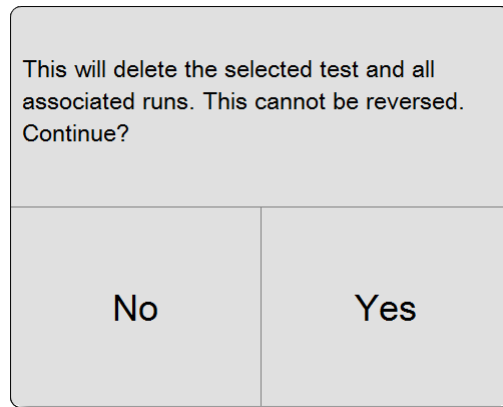 This will delete the selected test and all
associated runs. This cannot be reversed.
Continue?
No
Yes